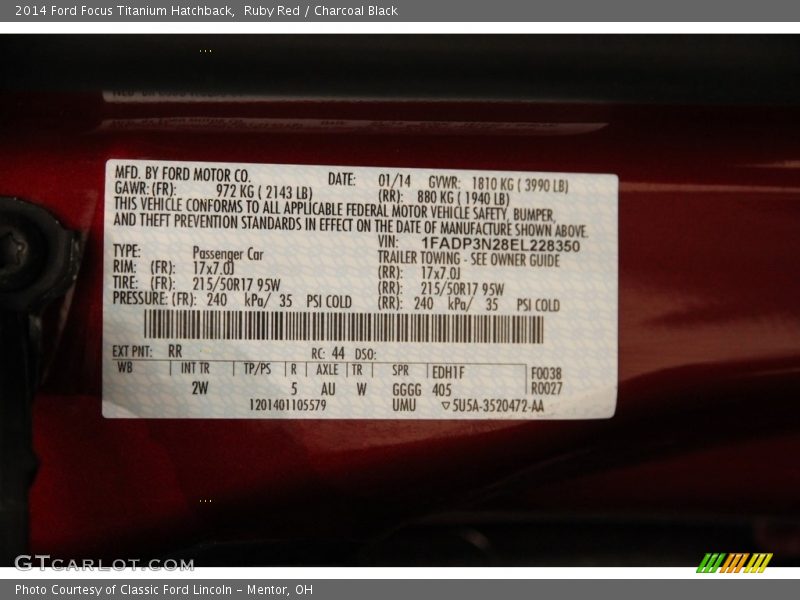 2014 Ford Focus Titanium Hatchback,  Ruby Red / Charcoal Black
MFD. BY FORD MOTOR CO. DATE: 01/14 GVWR: 1810 KG ( 3990 LB)
GAWR: (FR): 972 KG ( 2143 LB) (RR): 880 KG ( 1940 LB)
THIS VEHICLE CONFORMS TO ALL APPLICABLE FEDERAL MOTOR VEHICLE SAFETY, BUMPER,
AND THEFT PREVENTION STANDARDS IN EFFECT ON THE DATE OF MANUFACTURE SHOWN ABOVE.
VIN: 1FADP3N28EL228350
TYPE: Passenger Car TRAILER TOWING - SEE OWNER GUIDE
RIM: (FR): 17x7.0J (RR): 17x7.0J
TIRE: (FR): 215/50R17 95W (RR): 215/50R17 95W
PRESSURE: (FR): 240 kPa/ 35 PSI COLD (RR): 240 kPa/ 35 PSI COLD
EXT PNT: RR RC: 44 DSO:
WB INT TR TP/PS R AXLE TR SPR EDH1F F0038
2W 5 AU W GGGG 405 R0027
1201401105579 UMU ▽5U5A-3520472-AA
GTCarLot.com
Photo Courtesy of Classic Ford Lincoln – Mentor, OH